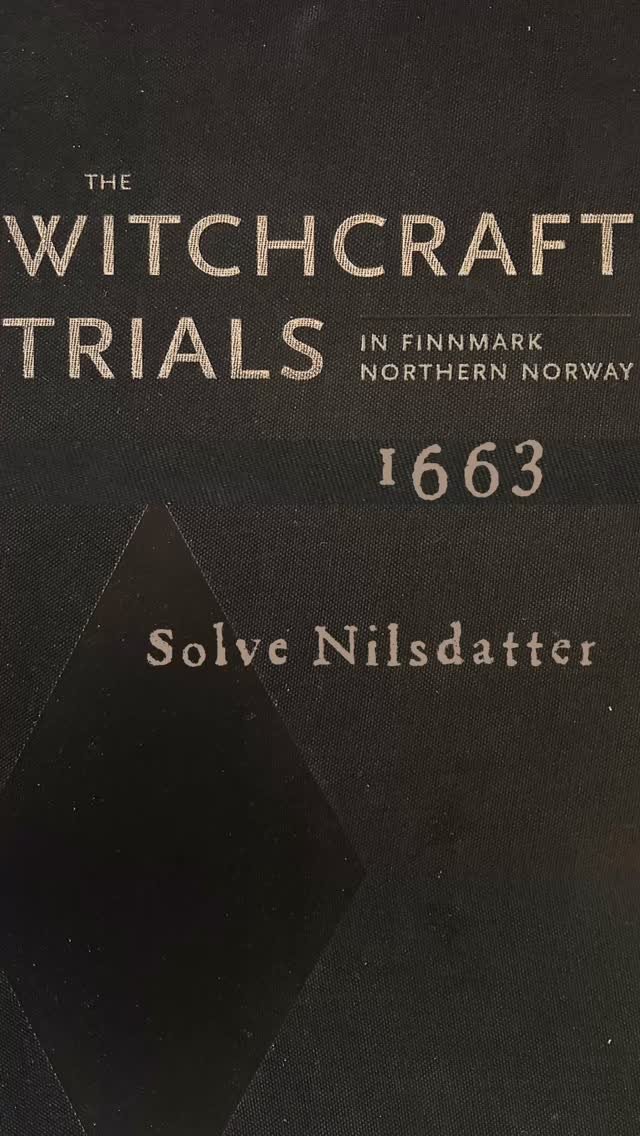 THE
WITCHCRAFT
TRIALS
IN FINNMARK
NORTHERN NORWAY
1663
Solve Nilsdatter